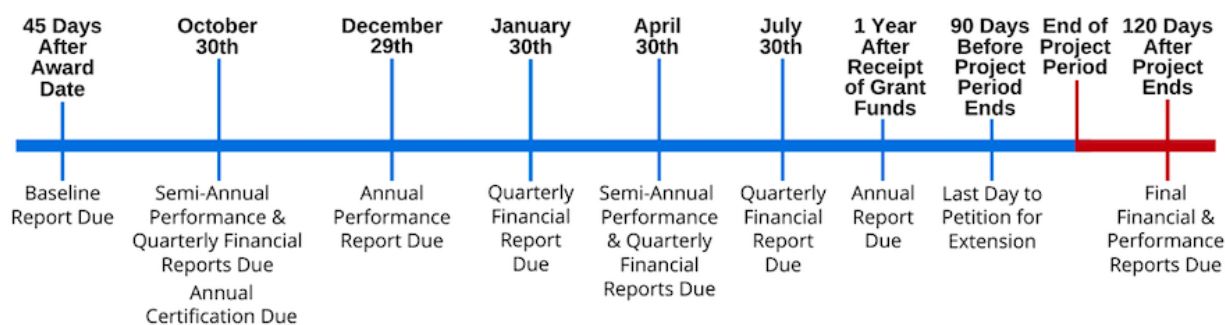 45 Days
After
Award
Date
October
30th
December
29th
January
30th
April
30th
July
30th
1 Year
After
Receipt
of Grant
Funds
90 Days
Before
Project
Period
Ends
End of
Project
Period
120 Days
After
Project
Ends
Baseline
Report Due
Semi-Annual
Performance &
Quarterly Financial
Reports Due
Annual
Certification Due
Annual
Performance
Report Due
Quarterly
Financial
Report
Due
Semi-Annual
Performance
& Quarterly
Financial
Reports Due
Quarterly
Financial
Report
Due
Annual
Report
Due
Last Day to
Petition for
Extension
Final
Financial &
Performance
Reports Due